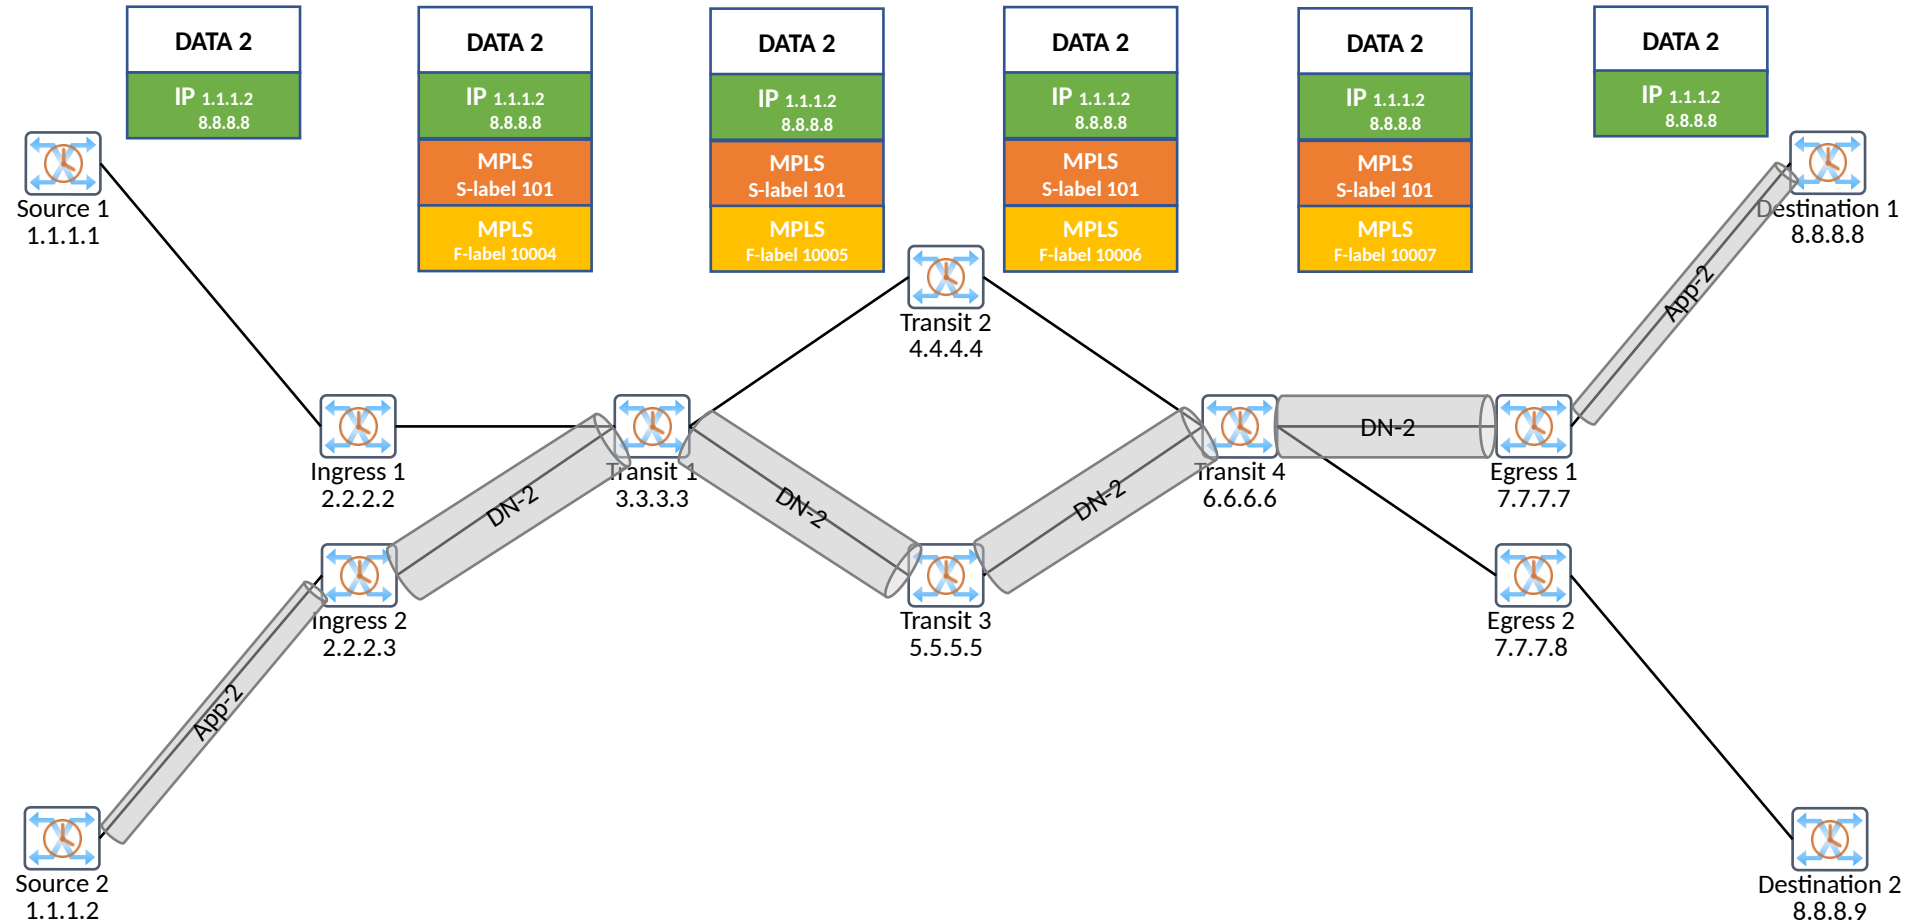 DATA 2
IP 1.1.1.2
8.8.8.8
DATA 2
IP 1.1.1.2
8.8.8.8
MPLS
S-label 101
MPLS
F-label 10004
DATA 2
IP 1.1.1.2
8.8.8.8
MPLS
S-label 101
MPLS
F-label 10005
DATA 2
IP 1.1.1.2
8.8.8.8
MPLS
S-label 101
MPLS
F-label 10006
DATA 2
IP 1.1.1.2
8.8.8.8
MPLS
S-label 101
MPLS
F-label 10007
DATA 2
IP 1.1.1.2
8.8.8.8
Source 1
1.1.1.1
Destination 1
8.8.8.8
App-2
Transit 2
4.4.4.4
Ingress 1
2.2.2.2
Transit 1
3.3.3.3
Transit 4
6.6.6.6
DN-2
Egress 1
7.7.7.7
DN-2
DN-2
DN-2
Ingress 2
2.2.2.3
Transit 3
5.5.5.5
Egress 2
7.7.7.8
App-2
Source 2
1.1.1.2
Destination 2
8.8.8.9